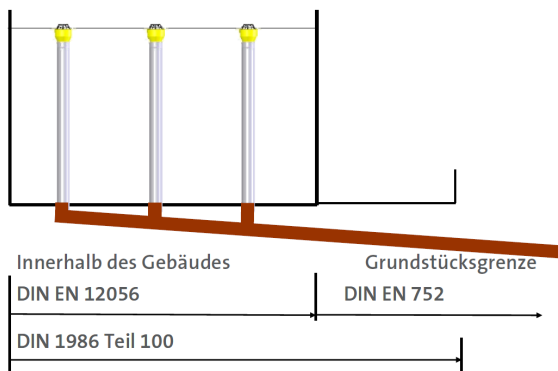 Innerhalb des Gebäudes Grundstücksgrenze
DIN EN 12056 DIN EN 752
DIN 1986 Teil 100